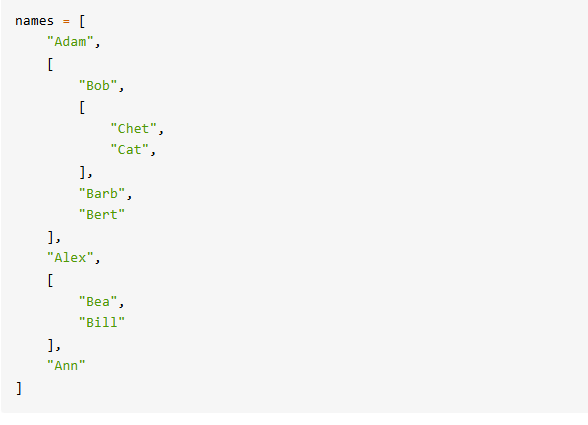 names = [
    "Adam",
    [
        "Bob",
        [
            "Chet",
            "Cat",
        ],
        "Barb",
        "Bert"
    ],
    "Alex",
    [
        "Bea",
        "Bill"
    ],
    "Ann"
]